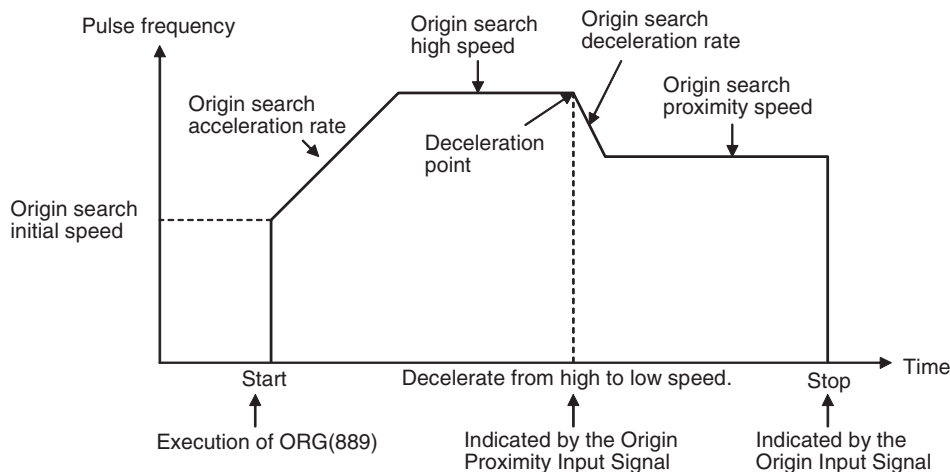 Pulse frequency
Origin search
high speed
Origin search
deceleration rate
Origin search
acceleration rate
Origin search
proximity speed
Deceleration
point
Origin search
initial speed
Time
Start
Decelerate from high to low speed.
Stop
Execution of ORG(889)
Indicated by the Origin
Proximity Input Signal
Indicated by the
Origin Input Signal